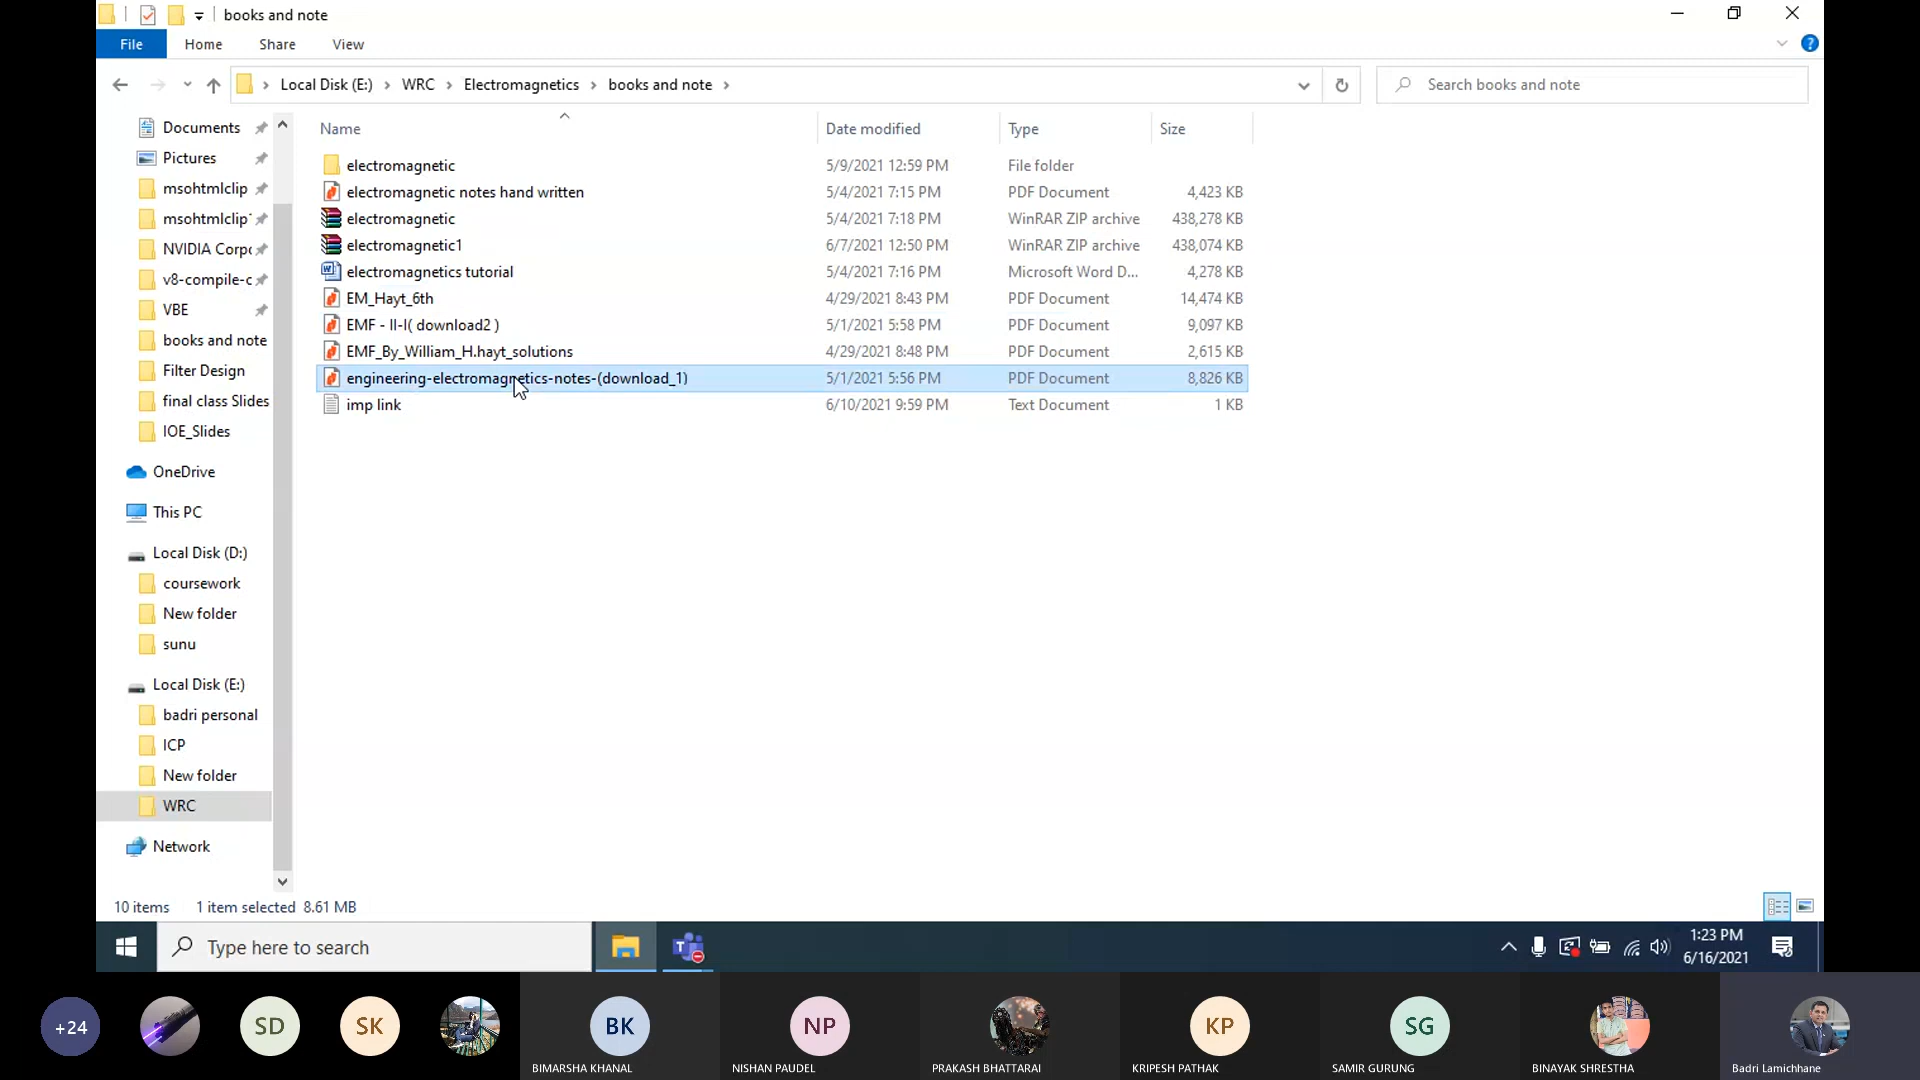 books and note
File Home Share View
Local Disk (E:) WRC Electromagnetics books and note
Search books and note
Name Date modified Type Size
electromagnetic 5/9/2021 12:59 PM File folder
electromagnetic notes hand written 5/4/2021 7:15 PM PDF Document 4,423 KB
electromagnetic 5/4/2021 7:18 PM WinRAR ZIP archive 438,278 KB
electromagnetic1 6/7/2021 12:50 PM WinRAR ZIP archive 438,074 KB
electromagnetics tutorial 5/4/2021 7:16 PM Microsoft Word D... 4,278 KB
EM_Hayt_6th 4/29/2021 8:43 PM PDF Document 14,474 KB
EMF - II-I( download2 ) 5/1/2021 5:58 PM PDF Document 9,097 KB
EMF_By_William_H.hayt_solutions 4/29/2021 8:48 PM PDF Document 2,615 KB
engineering-electromagnetics-notes-(download_1) 5/1/2021 5:56 PM PDF Document 8,826 KB
imp link 6/10/2021 9:59 PM Text Document 1 KB
Documents
Pictures
msohtmlclip
msohtmlclip1
NVIDIA Corpo
v8-compile-c
VBE
books and note
Filter Design
final class Slides
IOE_Slides
OneDrive
This PC
Local Disk (D:)
coursework
New folder
sunu
Local Disk (E:)
badri personal
ICP
New folder
WRC
Network
10 items 1 item selected 8.61 MB
Type here to search
1:23 PM
6/16/2021
+24 SD SK BK NP KP SG
BIMARSHA KHANAL NISHAN PAUDEL PRAKASH BHATTARAI KRIPESH PATHAK SAMIR GURUNG BINAYAK SHRESTHA Badri Lamichhane